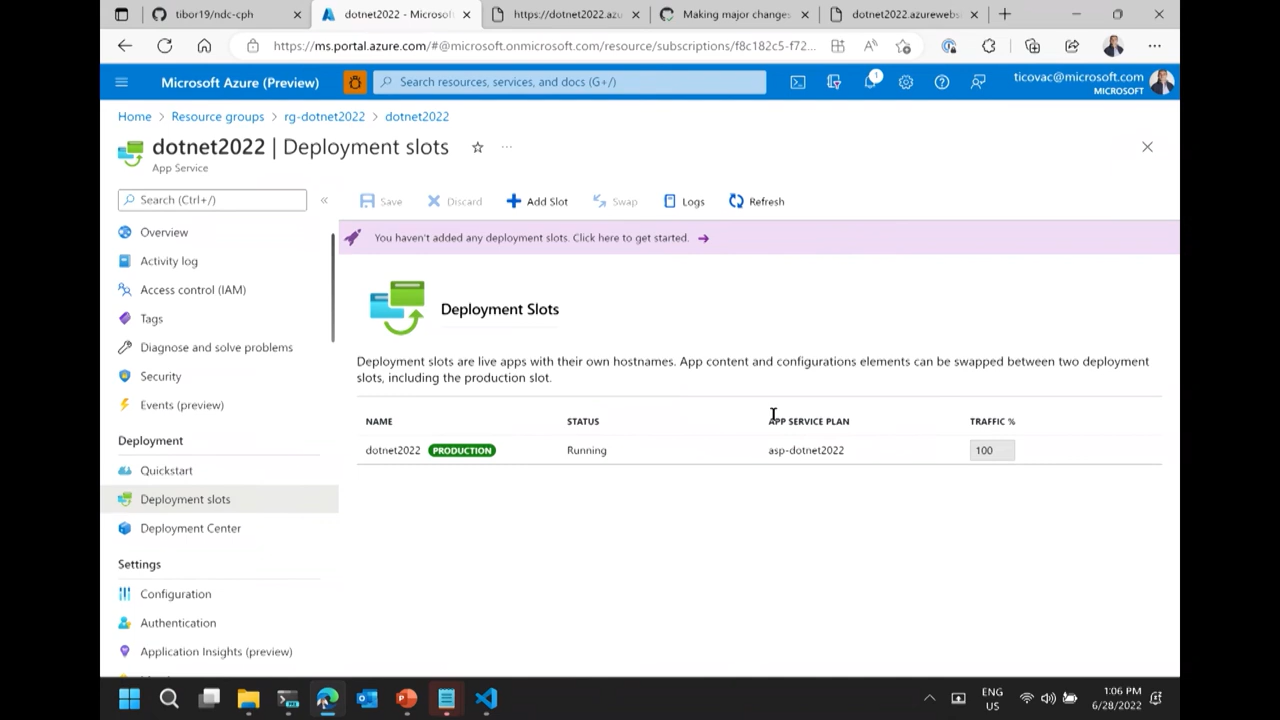 tibor19/ndc-cph
dotnet2022 - Microsof
https://dotnet2022.azu
Making major changes
dotnet2022.azurewebs
https://ms.portal.azure.com/#@microsoft.onmicrosoft.com/resource/subscriptions/f8c182c5-f72...
Microsoft Azure (Preview)
Search resources, services, and docs (G+/)
1
ticovac@microsoft.com
MICROSOFT
Home > Resource groups > rg-dotnet2022 > dotnet2022
dotnet2022 | Deployment slots
App Service
Search (Ctrl+/)
Save
Discard
Add Slot
Swap
Logs
Refresh
You haven't added any deployment slots. Click here to get started.
Overview
Activity log
Access control (IAM)
Tags
Diagnose and solve problems
Security
Events (preview)
Deployment
Quickstart
Deployment slots
Deployment Center
Settings
Configuration
Authentication
Application Insights (preview)
Deployment Slots
Deployment slots are live apps with their own hostnames. App content and configurations elements can be swapped between two deployment
slots, including the production slot.
NAME STATUS APP SERVICE PLAN TRAFFIC %
dotnet2022 PRODUCTION Running asp-dotnet2022 100
ENG
US
1:06 PM
6/28/2022